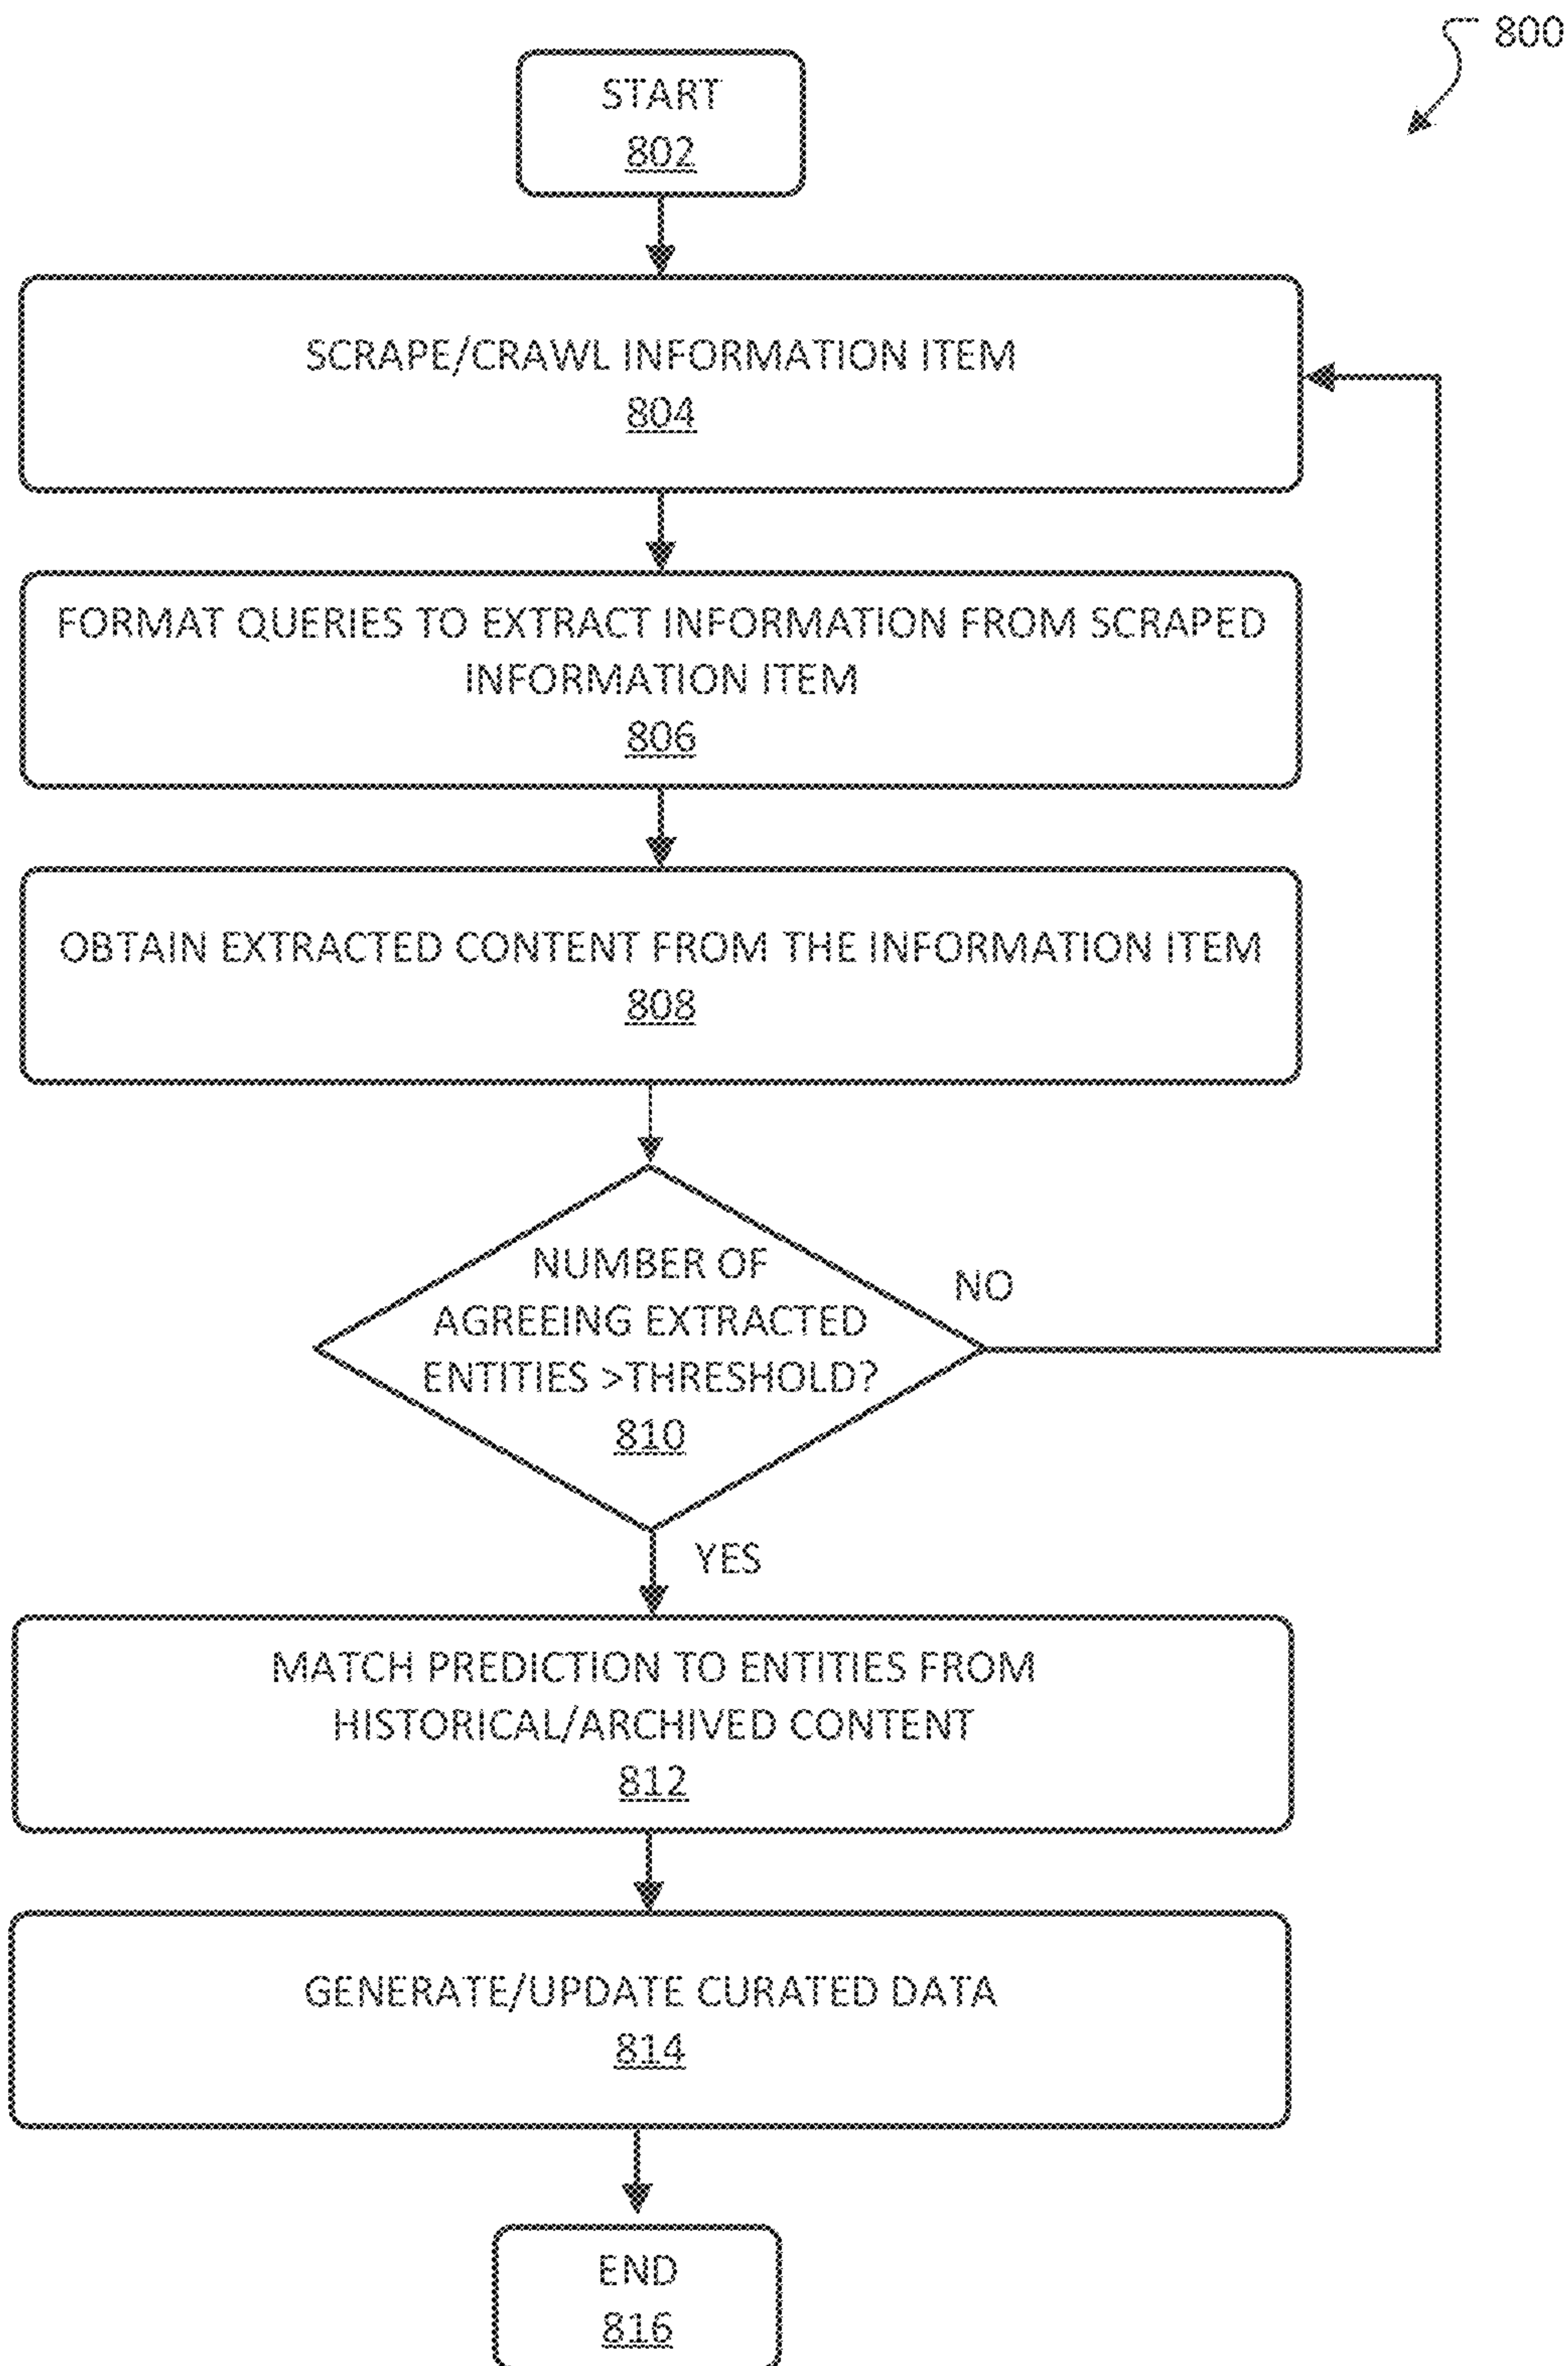 800
START
802
SCRAPE/CRAWL INFORMATION ITEM
804
FORMAT QUERIES TO EXTRACT INFORMATION FROM SCRAPED
INFORMATION ITEM
806
OBTAIN EXTRACTED CONTENT FROM THE INFORMATION ITEM
808
NUMBER OF
AGREEING EXTRACTED
ENTITIES >THRESHOLD?
810
NO
YES
MATCH PREDICTION TO ENTITIES FROM
HISTORICAL/ARCHIVED CONTENT
812
GENERATE/UPDATE CURATED DATA
814
END
816